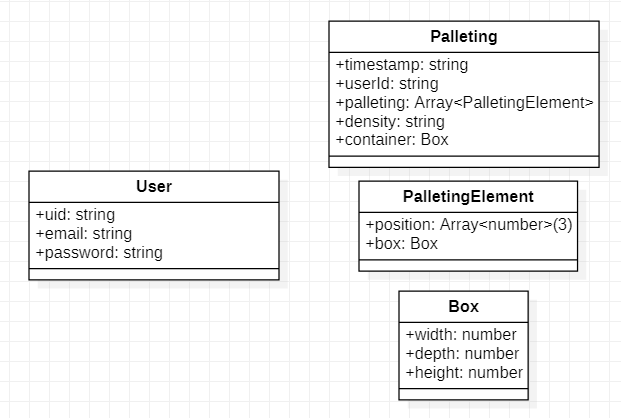 Palleting
+timestamp: string
+userId: string
+palleting: Array<PalletingElement>
+density: string
+container: Box
User
+uid: string
+email: string
+password: string
PalletingElement
+position: Array<number>(3)
+box: Box
Box
+width: number
+depth: number
+height: number